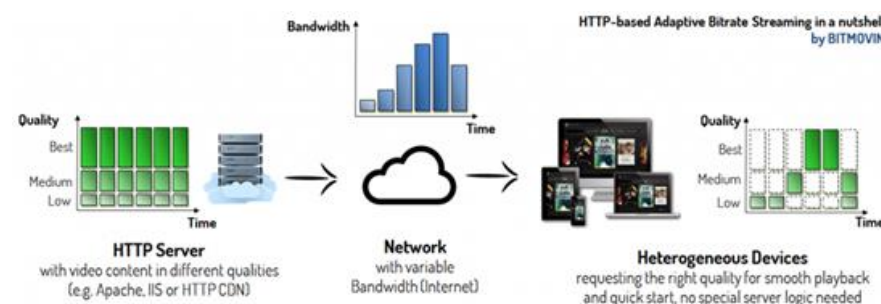 HTTP-based Adaptive Bitrate Streaming in a nutshell
by BITMOVIN
Bandwidth
Time
Quality
Best
Medium
Low
Time
Quality
Best
Medium
Low
Time
HTTP Server
with video content in different qualities
(e.g. Apache, IIS or HTTP CDN)
Network
with variable
Bandwidth (Internet)
Heterogeneous Devices
requesting the right quality for smooth playback
and quick start, no special server logic needed